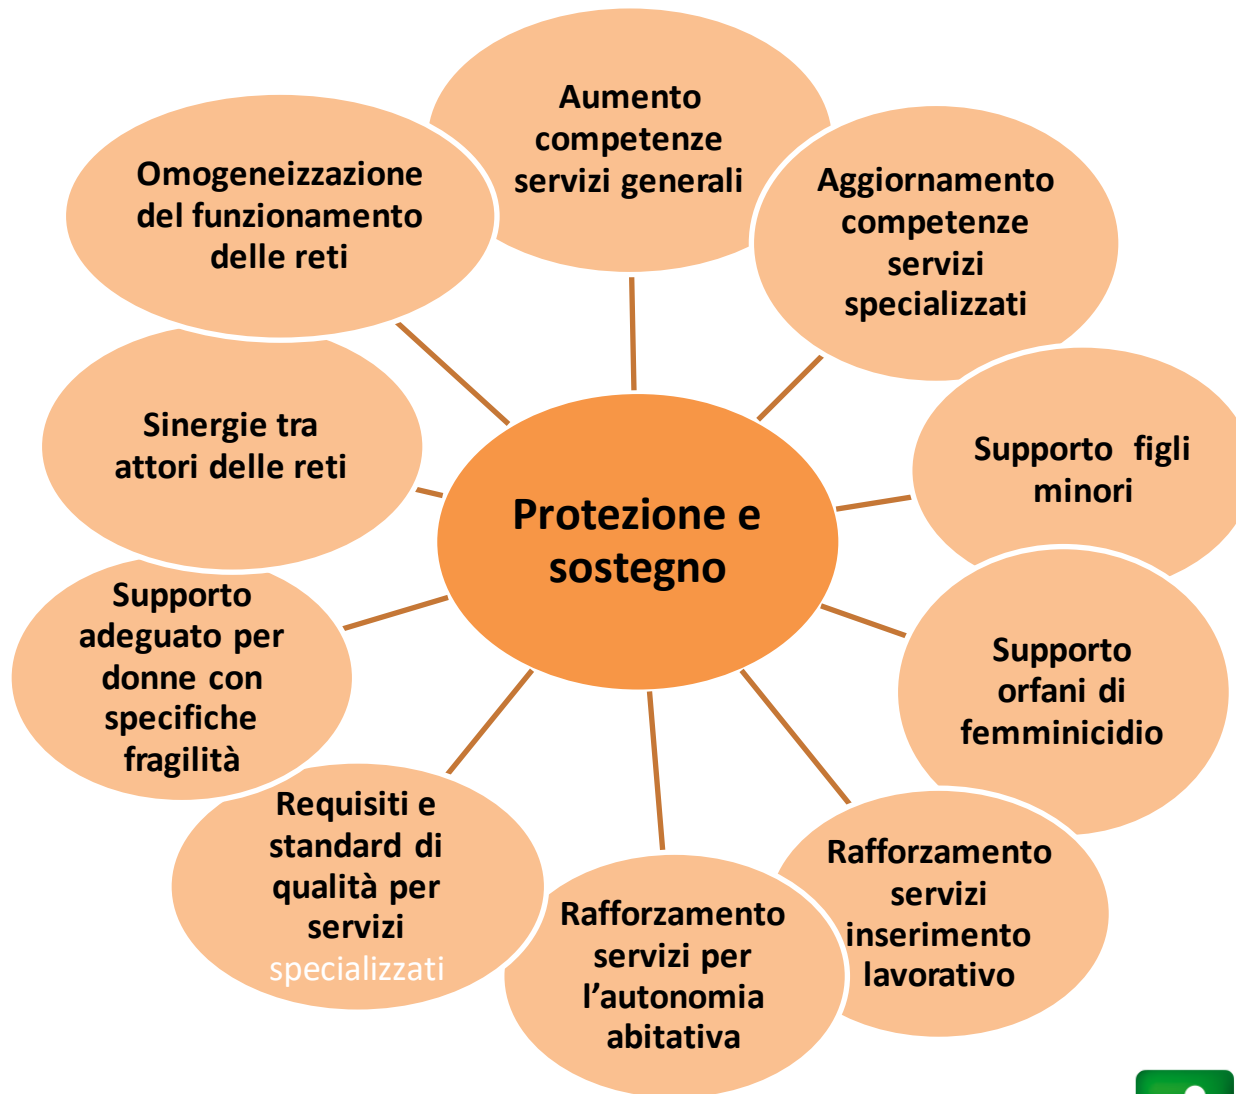 Aumento
competenze
servizi generali
Aggiornamento
competenze
servizi
specializzati
Supporto figli
minori
Supporto
orfani di
femminicidio
Rafforzamento
servizi
inserimento
lavorativo
Rafforzamento
servizi per
l’autonomia
abitativa
Requisiti e
standard di
qualità per
servizi
specializzati
Supporto
adeguato per
donne con
specifiche
fragilità
Sinergie tra
attori delle reti
Omogeneizzazione
del funzionamento
delle reti
Protezione e
sostegno